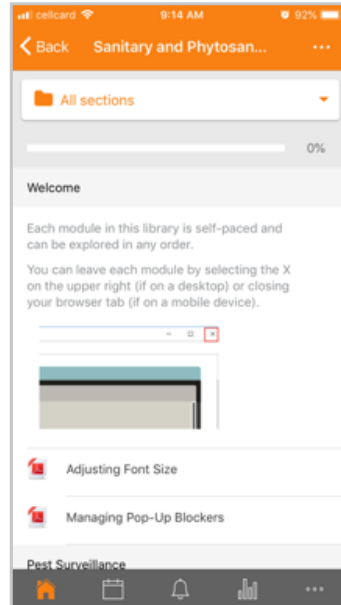 cellcard 9:14 AM 92%
Back Sanitary and Phytosan...
All sections
0%
Welcome
Each module in this library is self-paced and
can be explored in any order.
You can leave each module by selecting the X
on the upper right (if on a desktop) or closing
your browser tab (if on a mobile device).
Adjusting Font Size
Managing Pop-Up Blockers
Pest Surveillance